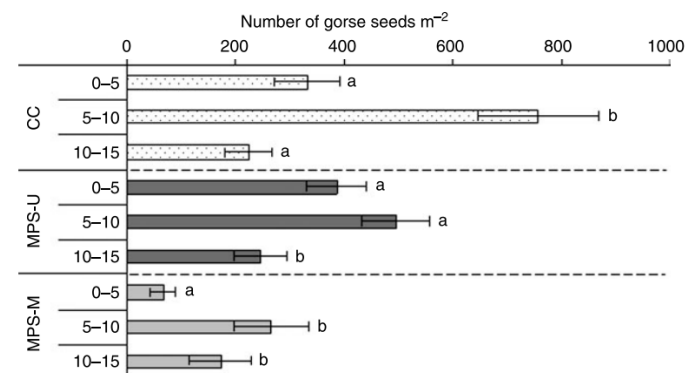 Number of gorse seeds m⁻²
0 200 400 600 800 1000
CC
0–5 a
5–10 b
10–15 a
MPS-U
0–5 a
5–10 a
10–15 b
MPS-M
0–5 a
5–10 b
10–15 b